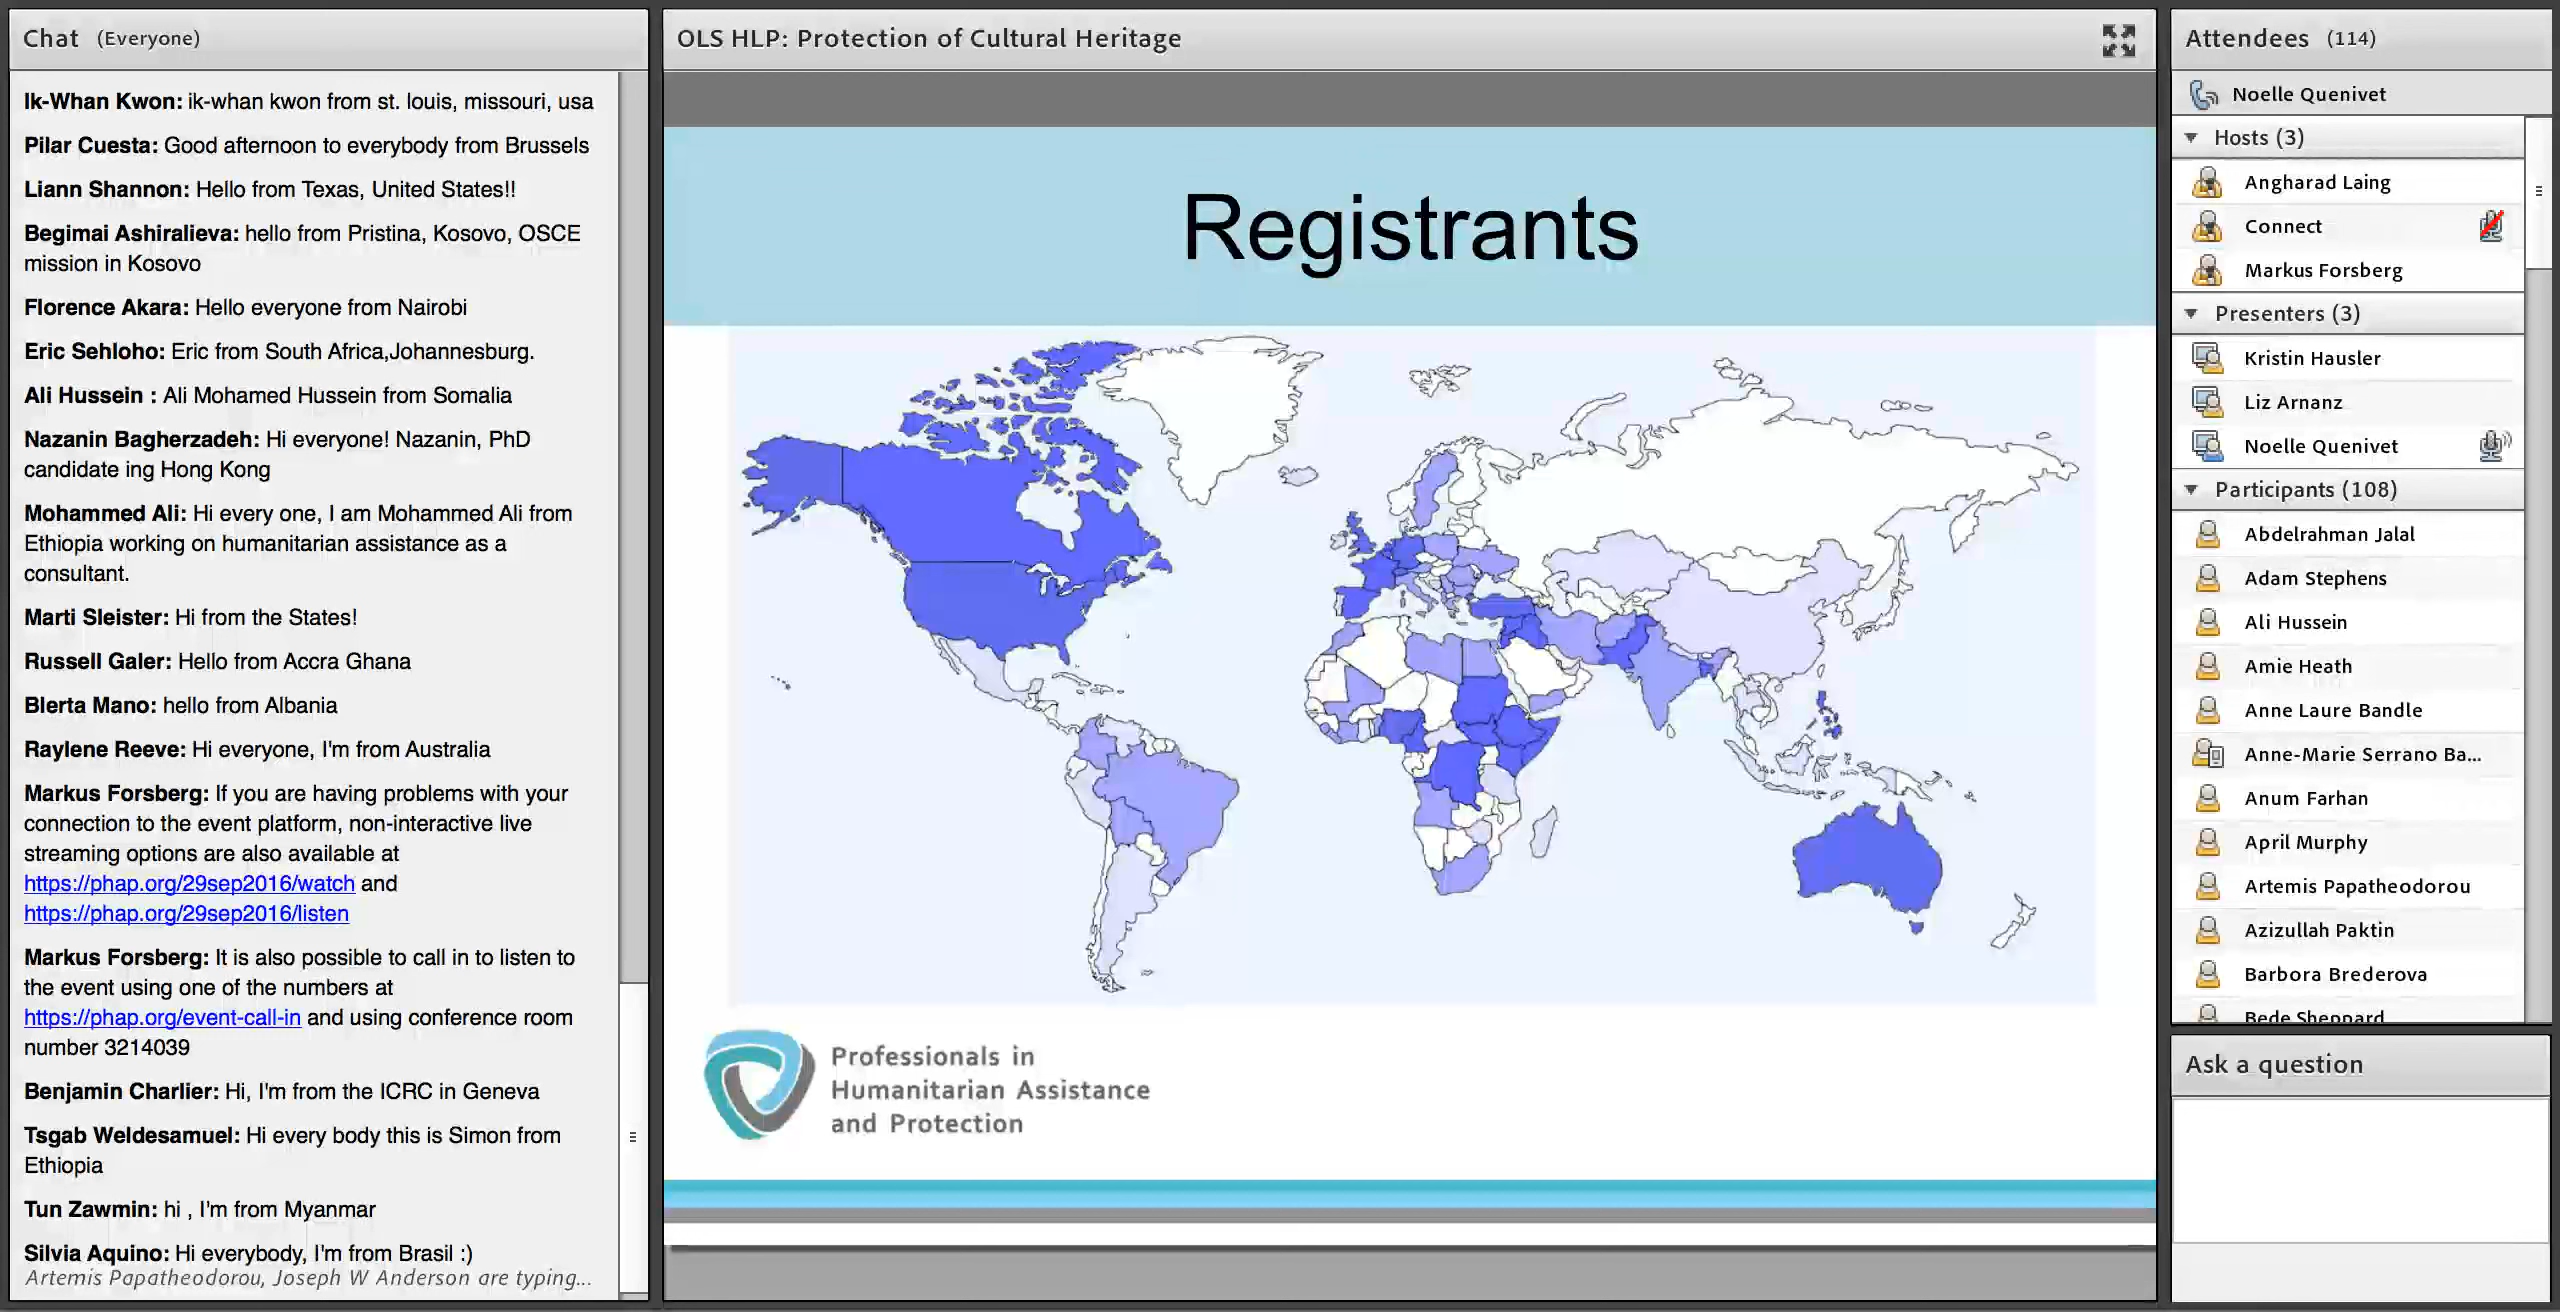 Chat (Everyone)
Ik-Whan Kwon: ik-whan kwon from st. louis, missouri, usa
Pilar Cuesta: Good afternoon to everybody from Brussels
Liann Shannon: Hello from Texas, United States!!
Begimai Ashiralieva: hello from Pristina, Kosovo, OSCE
mission in Kosovo
Florence Akara: Hello everyone from Nairobi
Eric Sehloho: Eric from South Africa,Johannesburg.
Ali Hussein : Ali Mohamed Hussein from Somalia
Nazanin Bagherzadeh: Hi everyone! Nazanin, PhD
candidate ing Hong Kong
Mohammed Ali: Hi every one, I am Mohammed Ali from
Ethiopia working on humanitarian assistance as a
consultant.
Marti Sleister: Hi from the States!
Russell Galer: Hello from Accra Ghana
Blerta Mano: hello from Albania
Raylene Reeve: Hi everyone, I'm from Australia
Markus Forsberg: If you are having problems with your
connection to the event platform, non-interactive live
streaming options are also available at
https://phap.org/29sep2016/watch and
https://phap.org/29sep2016/listen
Markus Forsberg: It is also possible to call in to listen to
the event using one of the numbers at
https://phap.org/event-call-in and using conference room
number 3214039
Benjamin Charlier: Hi, I'm from the ICRC in Geneva
Tsgab Weldesamuel: Hi every body this is Simon from
Ethiopia
Tun Zawmin: hi , I'm from Myanmar
Silvia Aquino: Hi everybody, I'm from Brasil :)
Artemis Papatheodorou, Joseph W Anderson are typing...
OLS HLP: Protection of Cultural Heritage
Registrants
Professionals in
Humanitarian Assistance
and Protection
Attendees (114)
Noelle Quenivet
Hosts (3)
Angharad Laing
Connect
Markus Forsberg
Presenters (3)
Kristin Hausler
Liz Arnanz
Noelle Quenivet
Participants (108)
Abdelrahman Jalal
Adam Stephens
Ali Hussein
Amie Heath
Anne Laure Bandle
Anne-Marie Serrano Ba...
Anum Farhan
April Murphy
Artemis Papatheodorou
Azizullah Paktin
Barbora Brederova
Bede Sheppard
Ask a question